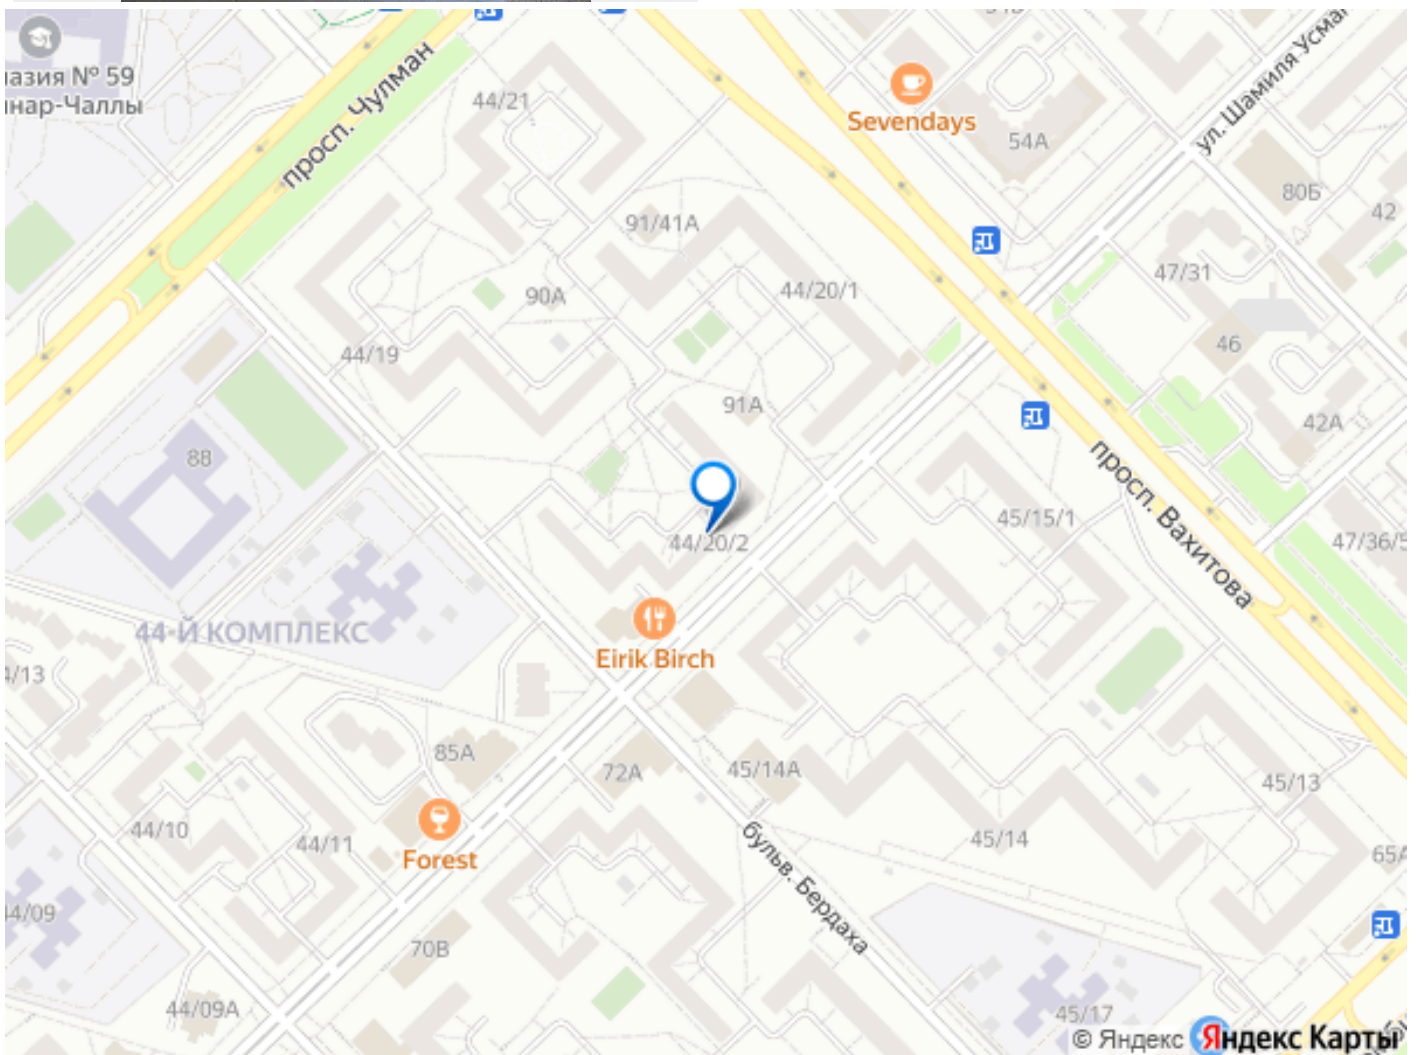 азия № 59
нар-Чаллы
просп. Чулман
44/21
Sevendays
54А
ул. Шамиля Усма
80Б
42
91/41А
47/31
90А
44/20/1
46
44/19
91А
42А
88
просп. Вахитова
45/15/1
47/36/5
44/20/2
44-Й КОМПЛЕКС
Eirik Birch
/13
85А
72А
45/14А
45/13
44/10
44/11
45/14
65А
Forest
бульв. Бердаха
4/09
70В
44/09А
45/17
© Яндекс
Яндекс Карты